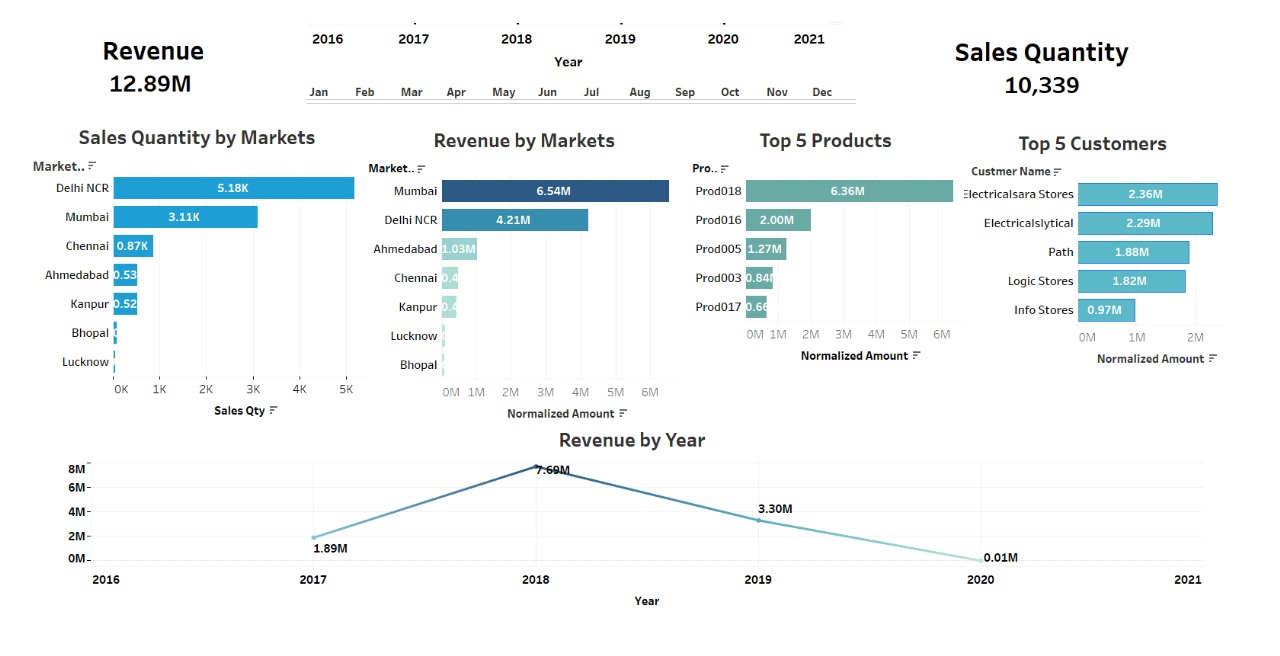 Revenue
12.89M
2016 2017 2018 2019 2020 2021
Year
Jan Feb Mar Apr May Jun Jul Aug Sep Oct Nov Dec
Sales Quantity
10,339
Sales Quantity by Markets
Market..
Delhi NCR 5.18K
Mumbai 3.11K
Chennai 0.87K
Ahmedabad 0.53
Kanpur 0.52
Bhopal
Lucknow
0K 1K 2K 3K 4K 5K
Sales Qty
Revenue by Markets
Market..
Mumbai 6.54M
Delhi NCR 4.21M
Ahmedabad 1.03M
Chennai 0.4
Kanpur
Lucknow
Bhopal
0M 1M 2M 3M 4M 5M 6M
Normalized Amount
Top 5 Products
Pro..
Prod018 6.36M
Prod016 2.00M
Prod005 1.27M
Prod003 0.84M
Prod017 0.66
0M 1M 2M 3M 4M 5M 6M
Normalized Amount
Top 5 Customers
Custmer Name
Electricalsara Stores 2.36M
Electricalslytical 2.29M
Path 1.88M
Logic Stores 1.82M
Info Stores 0.97M
0M 1M 2M
Normalized Amount
Revenue by Year
8M
6M
4M
2M
0M
7.69M
3.30M
1.89M
0.01M
2016 2017 2018 2019 2020 2021
Year